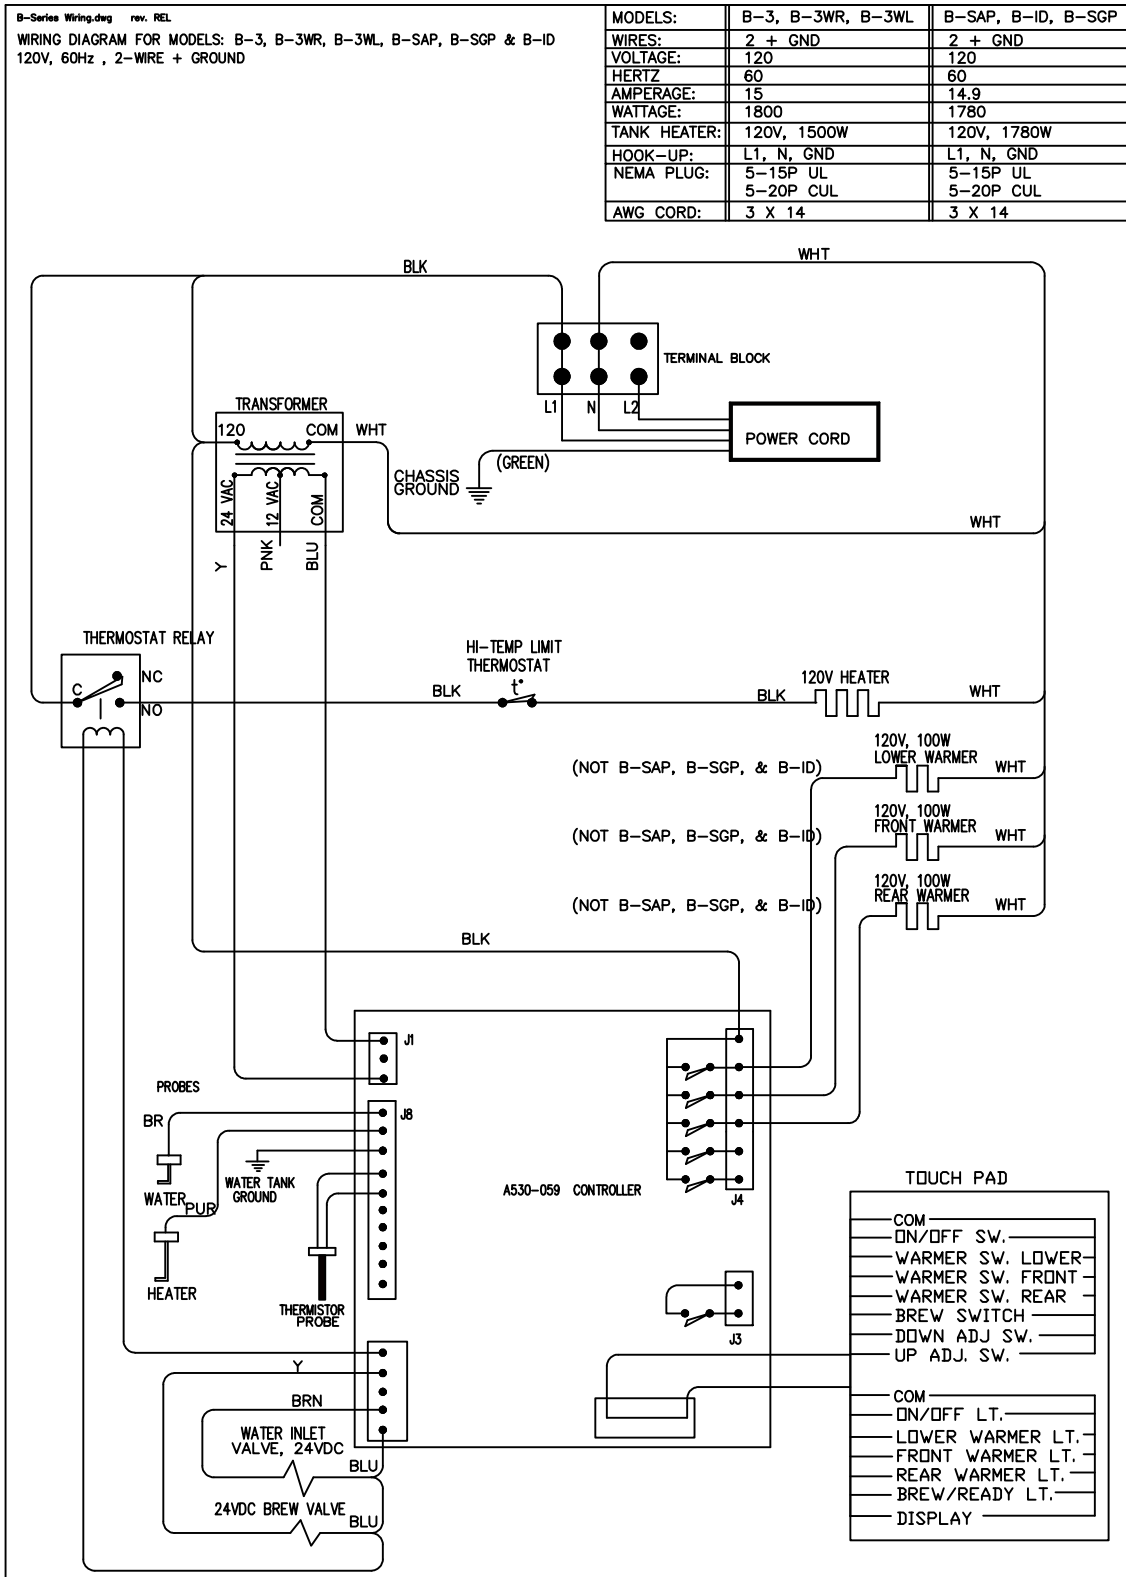 B-Series Wiring.dwg rev. REL
WIRING DIAGRAM FOR MODELS: B-3, B-3WR, B-3WL, B-SAP, B-SGP & B-ID
120V, 60Hz , 2-WIRE + GROUND
MODELS: B-3, B-3WR, B-3WL B-SAP, B-ID, B-SGP
WIRES: 2 + GND 2 + GND
VOLTAGE: 120 120
HERTZ 60 60
AMPERAGE: 15 14.9
WATTAGE: 1800 1780
TANK HEATER: 120V, 1500W 120V, 1780W
HOOK-UP: L1, N, GND L1, N, GND
NEMA PLUG: 5-15P UL 5-15P UL
5-20P CUL 5-20P CUL
AWG CORD: 3 X 14 3 X 14
WHT
BLK
TERMINAL BLOCK
L1 N L2
POWER CORD
(GREEN)
CHASSIS
GROUND
TRANSFORMER
120 COM WHT
24 VAC
12 VAC
COM
Y
PNK
BLU
WHT
THERMOSTAT RELAY
NC
C
NO
BLK
HI-TEMP LIMIT
THERMOSTAT
t°
BLK
120V HEATER
WHT
120V, 100W
LOWER WARMER
(NOT B-SAP, B-SGP, & B-ID)
WHT
120V, 100W
FRONT WARMER
(NOT B-SAP, B-SGP, & B-ID)
WHT
120V, 100W
REAR WARMER
(NOT B-SAP, B-SGP, & B-ID)
WHT
BLK
J1
PROBES
BR
J8
WATER
PUR
WATER TANK
GROUND
HEATER
THERMISTOR
PROBE
A530-059 CONTROLLER
J4
J3
Y
BRN
WATER INLET
VALVE, 24VDC
BLU
24VDC BREW VALVE
BLU
TOUCH PAD
COM
ON/OFF SW.
WARMER SW. LOWER
WARMER SW. FRONT
WARMER SW. REAR
BREW SWITCH
DOWN ADJ SW.
UP ADJ. SW.
COM
ON/OFF LT.
LOWER WARMER LT.
FRONT WARMER LT.
REAR WARMER LT.
BREW/READY LT.
DISPLAY